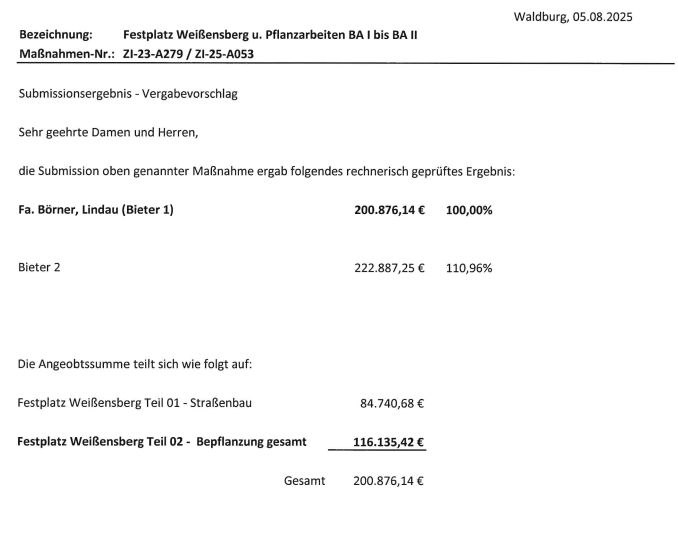 Waldburg, 05.08.2025
Bezeichnung: Festplatz Weißensberg u. Pflanzarbeiten BA I bis BA II
Maßnahmen-Nr.: ZI-23-A279 / ZI-25-A053
Submissionsergebnis - Vergabevorschlag
Sehr geehrte Damen und Herren,
die Submission oben genannter Maßnahme ergab folgendes rechnerisch geprüftes Ergebnis:
Fa. Börner, Lindau (Bieter 1) 200.876,14 € 100,00%
Bieter 2 222.887,25 € 110,96%
Die Angeobtssumme teilt sich wie folgt auf:
Festplatz Weißensberg Teil 01 - Straßenbau 84.740,68 €
Festplatz Weißensberg Teil 02 - Bepflanzung gesamt 116.135,42 €
Gesamt 200.876,14 €